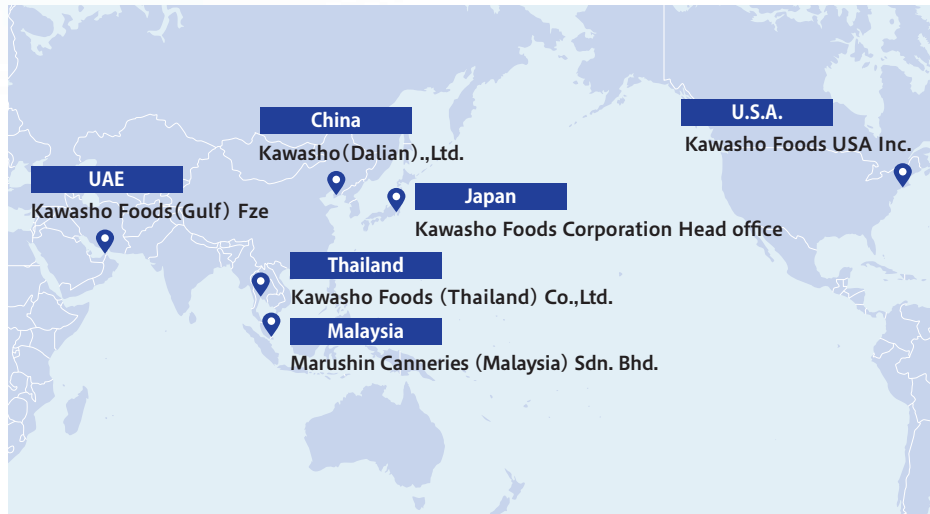 China
Kawasho（Dalian）.,Ltd.
U.S.A.
Kawasho Foods USA Inc.
UAE
Kawasho Foods（Gulf）Fze
Japan
Kawasho Foods Corporation Head office
Thailand
Kawasho Foods（Thailand）Co.,Ltd.
Malaysia
Marushin Canneries（Malaysia）Sdn. Bhd.